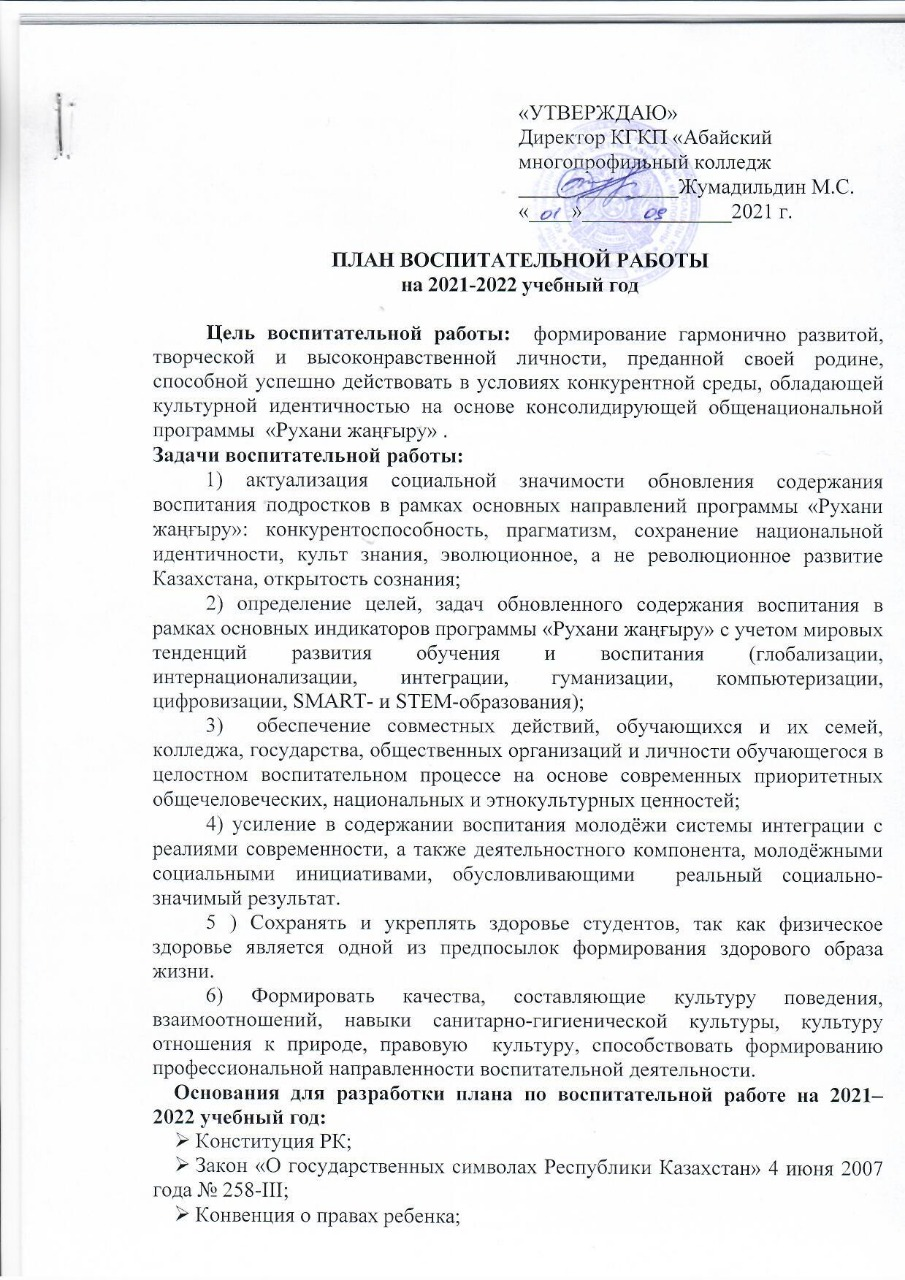 «УТВЕРЖДАЮ»
Директор КГКП «Абайский
многопрофильный колледж
_______________Жумадильдин М.С.
«_01_»______09_______2021 г.
ПЛАН ВОСПИТАТЕЛЬНОЙ РАБОТЫ
на 2021-2022 учебный год
Цель воспитательной работы: формирование гармонично развитой,
творческой и высоконравственной личности, преданной своей родине,
способной успешно действовать в условиях конкурентной среды, обладающей
культурной идентичностью на основе консолидирующей общенациональной
программы «Рухани жаңғыру» .
Задачи воспитательной работы:
1) актуализация социальной значимости обновления содержания
воспитания подростков в рамках основных направлений программы «Рухани
жаңғыру»: конкурентоспособность, прагматизм, сохранение национальной
идентичности, культ знания, эволюционное, а не революционное развитие
Казахстана, открытость сознания;
2) определение целей, задач обновленного содержания воспитания в
рамках основных индикаторов программы «Рухани жаңғыру» с учетом мировых
тенденций развития обучения и воспитания (глобализации,
интернационализации, интеграции, гуманизации, компьютеризации,
цифровизации, SMART- и STEM-образования);
3) обеспечение совместных действий, обучающихся и их семей,
колледжа, государства, общественных организаций и личности обучающегося в
целостном воспитательном процессе на основе современных приоритетных
общечеловеческих, национальных и этнокультурных ценностей;
4) усиление в содержании воспитания молодёжи системы интеграции с
реалиями современности, а также деятельностного компонента, молодёжными
социальными инициативами, обусловливающими реальный социально-
значимый результат.
5 ) Сохранять и укреплять здоровье студентов, так как физическое
здоровье является одной из предпосылок формирования здорового образа
жизни.
6) Формировать качества, составляющие культуру поведения,
взаимоотношений, навыки санитарно-гигиенической культуры, культуру
отношения к природе, правовую культуру, способствовать формированию
профессиональной направленности воспитательной деятельности.
Основания для разработки плана по воспитательной работе на 2021–
2022 учебный год:
➢ Конституция РК;
➢ Закон «О государственных символах Республики Казахстан» 4 июня 2007
года № 258-III;
➢ Конвенция о правах ребенка;